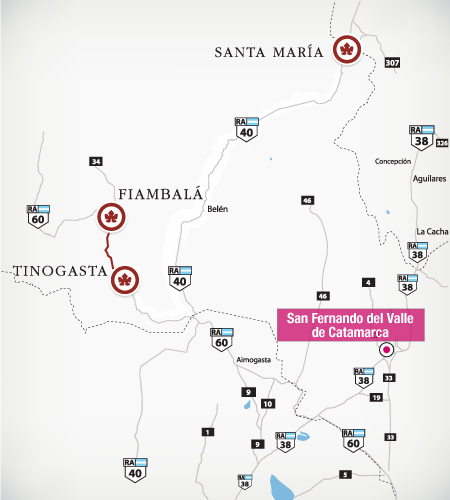 SANTA MARÍA
307
RA
40
RA
38
326
34
Concepción
Aguilares
FIAMBALÁ
RA
60
46
Belén
La Cacha
RA
38
TINOGASTA
RA
40
4
RA
38
46
San Fernando del Valle
de Catamarca
RA
60
Aimogasta
RA
38
33
9
10
19
1
9
RA
38
RA
60
33
RA
40
RA
38
5